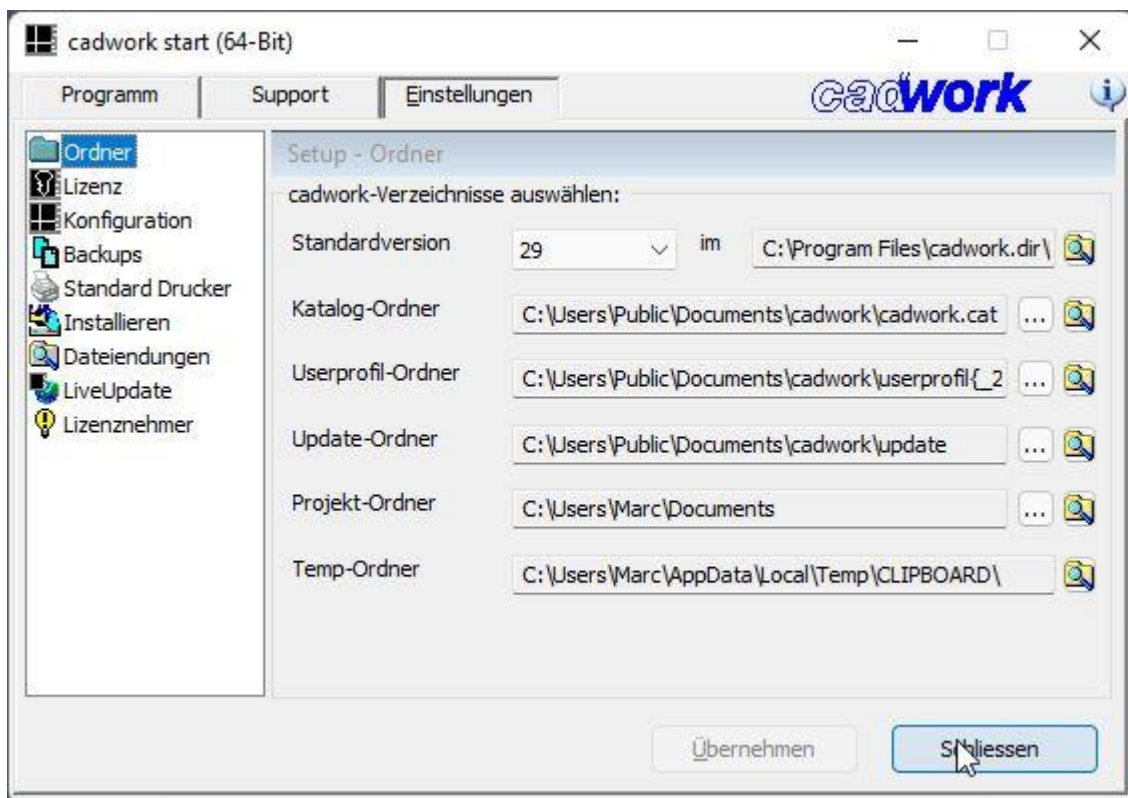 cadwork start (64-Bit)
Programm
Support
Einstellungen
cadwork
Ordner
Lizenz
Konfiguration
Backups
Standard Drucker
Installieren
Dateiendungen
LiveUpdate
Lizenznehmer
Setup - Ordner
cadwork-Verzeichnisse auswählen:
Standardversion 29 im C:\Program Files\cadwork.dir\
Katalog-Ordner C:\Users\Public\Documents\cadwork\cadwork.cat ...
Userprofil-Ordner C:\Users\Public\Documents\cadwork\userprofil{_2 ...
Update-Ordner C:\Users\Public\Documents\cadwork\update ...
Projekt-Ordner C:\Users\Marc\Documents ...
Temp-Ordner C:\Users\Marc\AppData\Local\Temp\CLIPBOARD\
Übernehmen
Schliessen